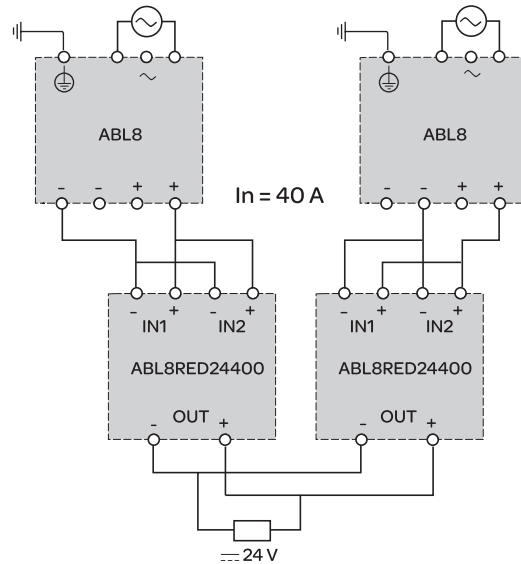 ABL8 ABL8
- - + + - - + +
In = 40 A
- + - + - + - +
IN1 IN2 IN1 IN2
ABL8RED24400 ABL8RED24400
OUT OUT
- + - +
24 V